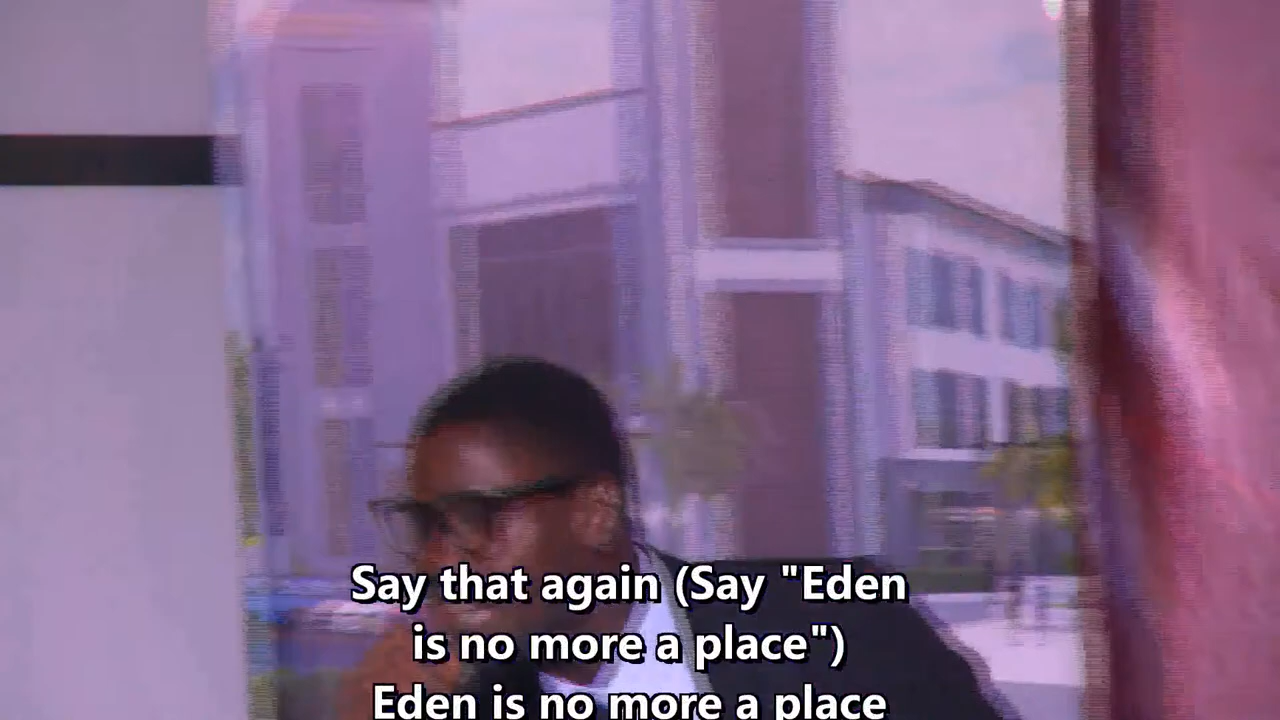 Say that again (Say "Eden
is no more a place")
Eden is no more a place